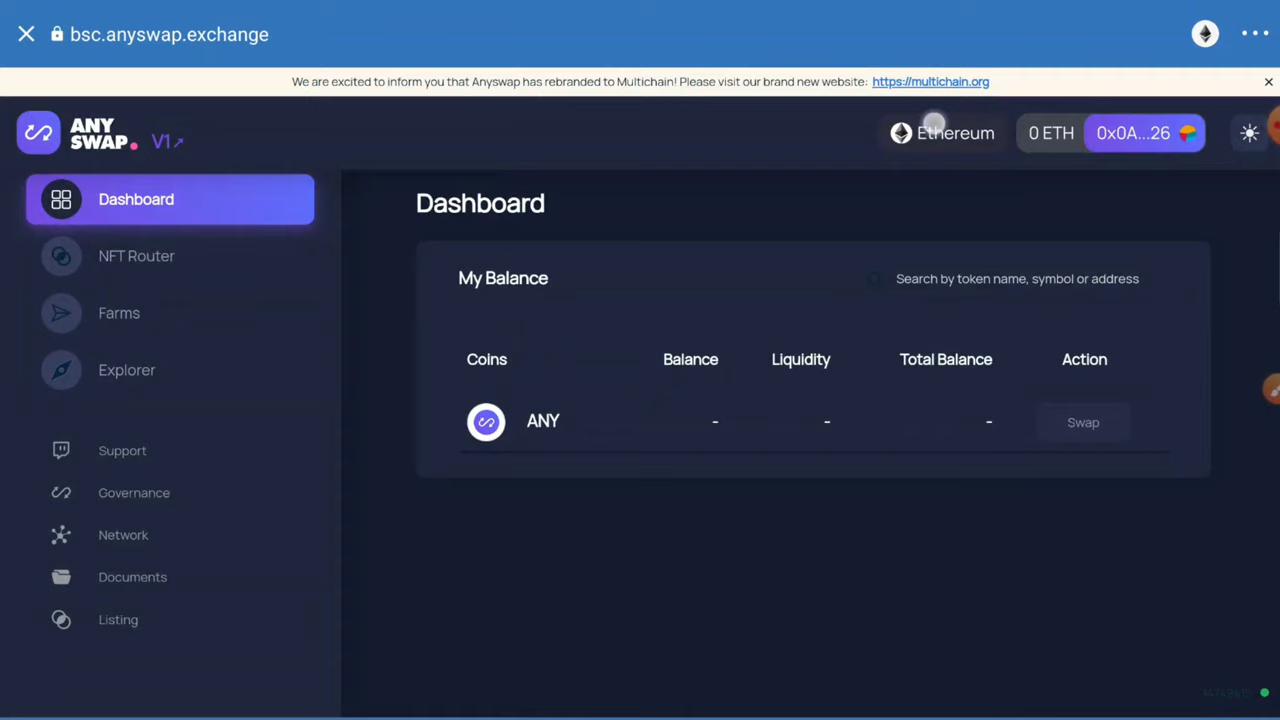 bsc.anyswap.exchange
We are excited to inform you that Anyswap has rebranded to Multichain! Please visit our brand new website: https://multichain.org
ANY
SWAP.
V1
Ethereum
0 ETH
0x0A...26
Dashboard
NFT Router
Farms
Explorer
Support
Governance
Network
Documents
Listing
Dashboard
My Balance
Search by token name, symbol or address
Coins Balance Liquidity Total Balance Action
ANY - - - Swap